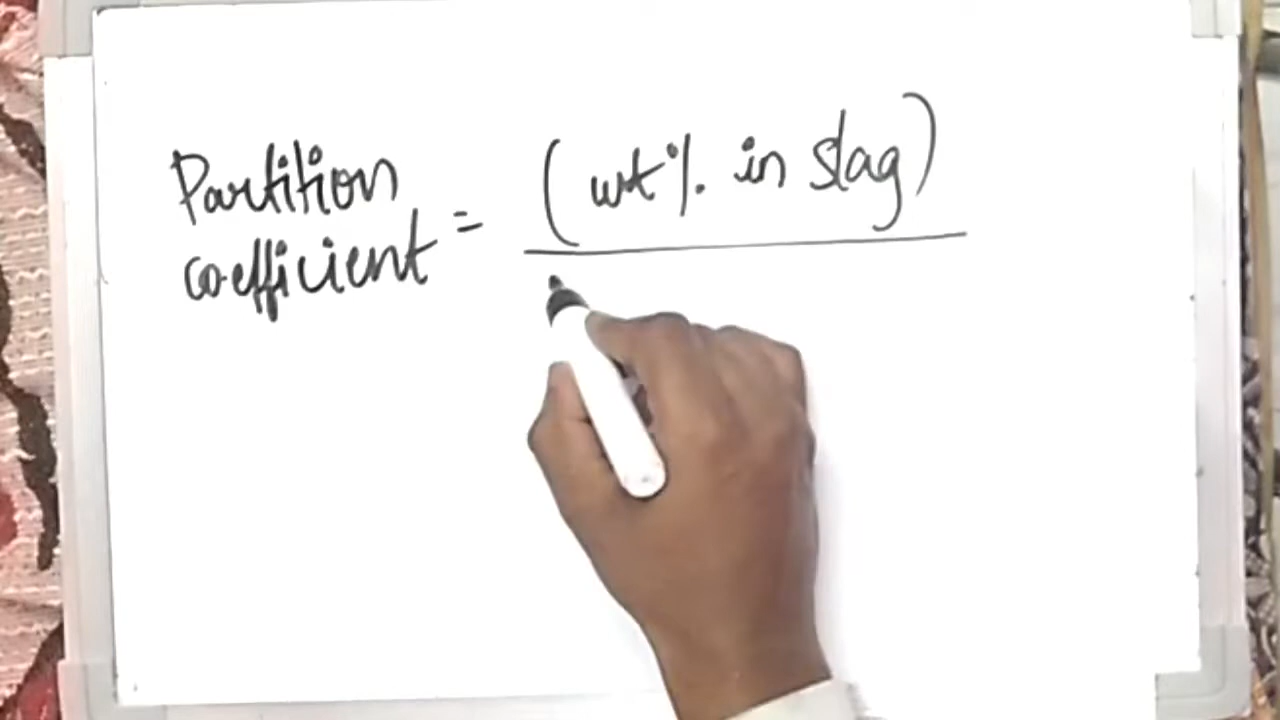 Partition
coefficient = (wt%. in slag)